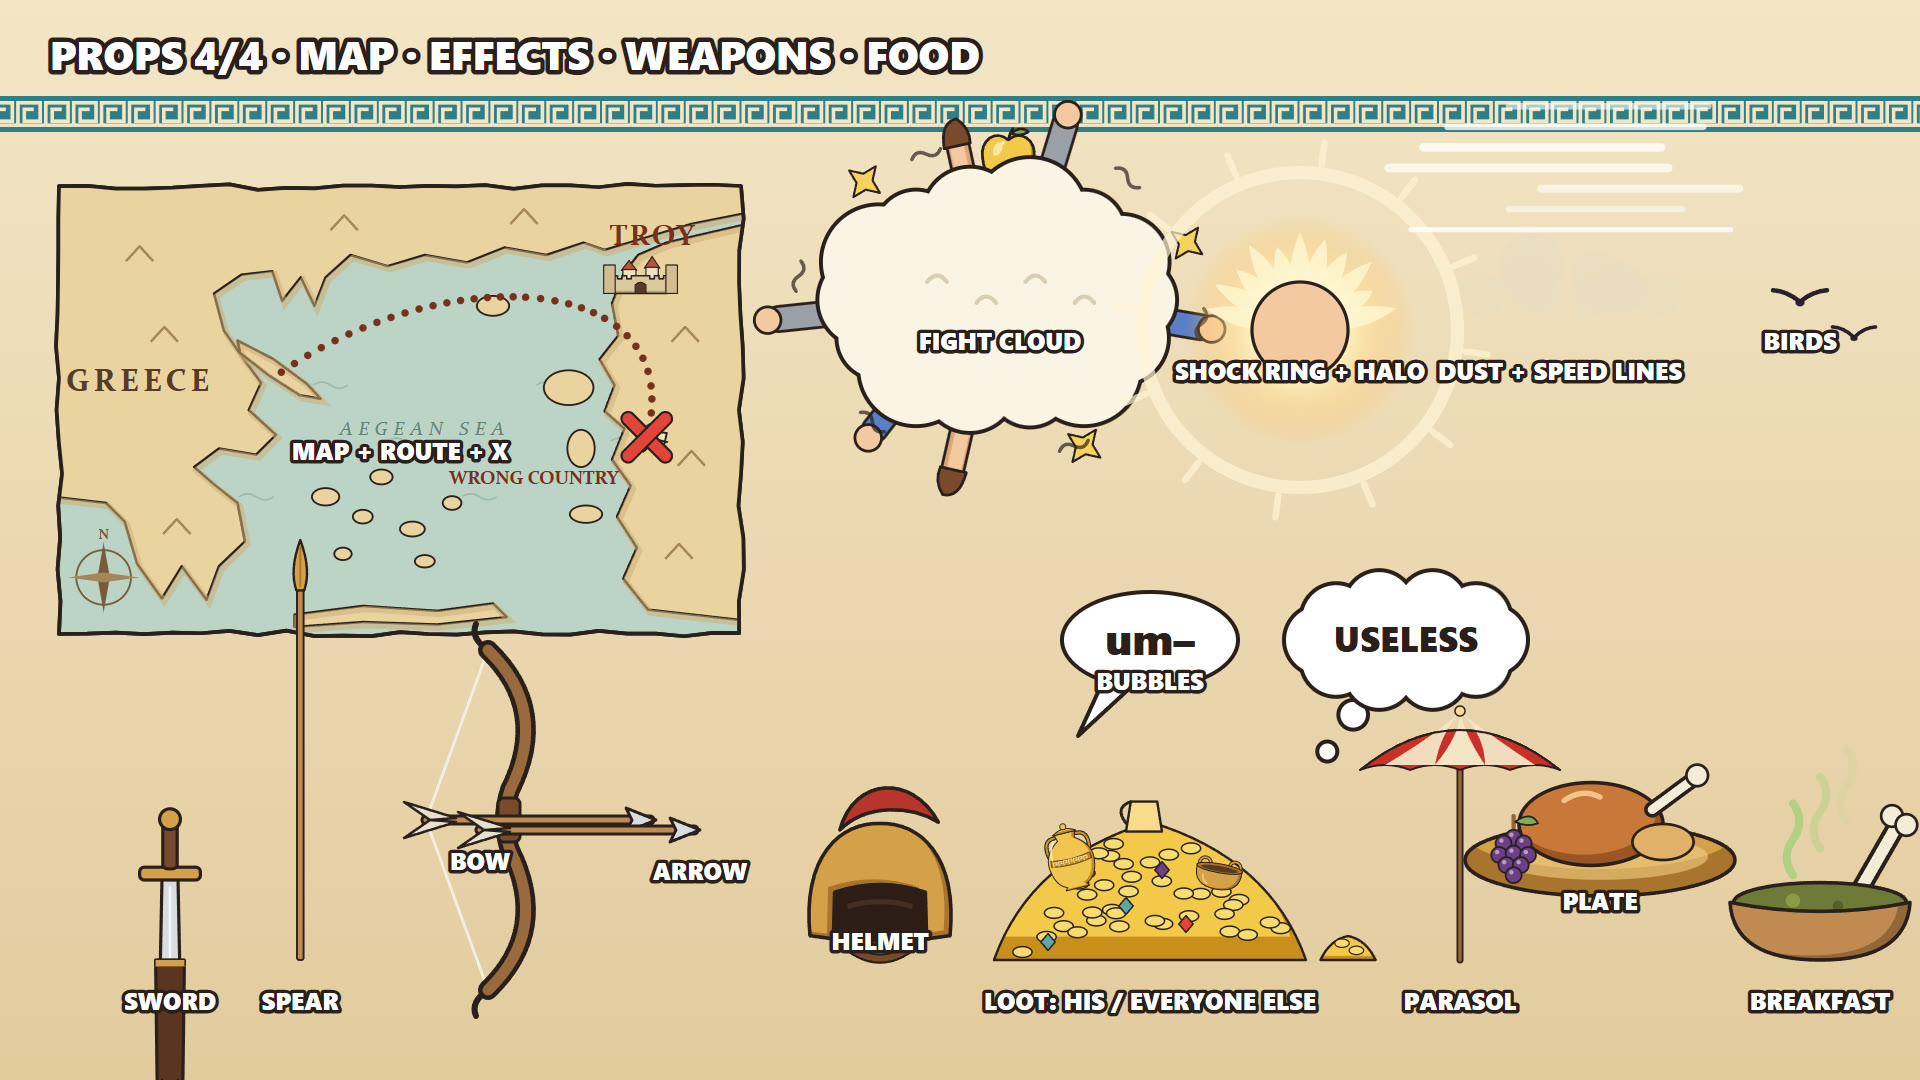 PROPS 4/4 · MAP · EFFECTS · WEAPONS · FOOD
TROY
GREECE
AEGEAN SEA
MAP + ROUTE + X
WRONG COUNTRY
N
FIGHT CLOUD
SHOCK RING + HALO
DUST + SPEED LINES
BIRDS
um–
BUBBLES
USELESS
BOW
ARROW
HELMET
PLATE
SWORD
SPEAR
LOOT: HIS / EVERYONE ELSE
PARASOL
BREAKFAST